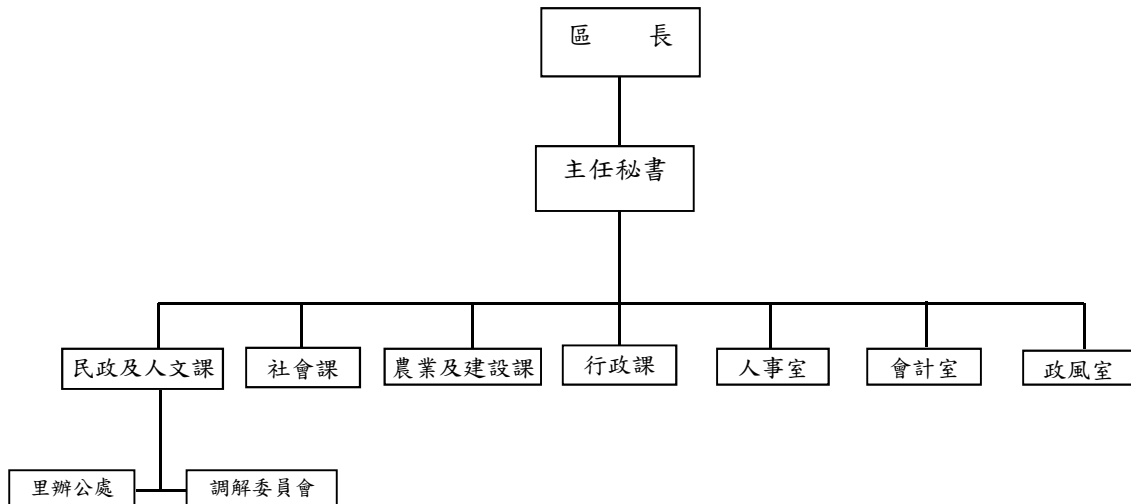 區 長
主任秘書
民政及人文課 社會課 農業及建設課 行政課 人事室 會計室 政風室
里辦公處 調解委員會